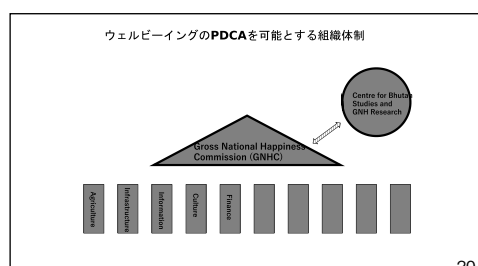 ウェルビーイングのPDCAを可能とする組織体制
Centre for Bhutan
Studies and
GNH Research
Gross National Happiness
Commission (GNHC)
Agriculture
Infrastructure
Information
Culture
Finance